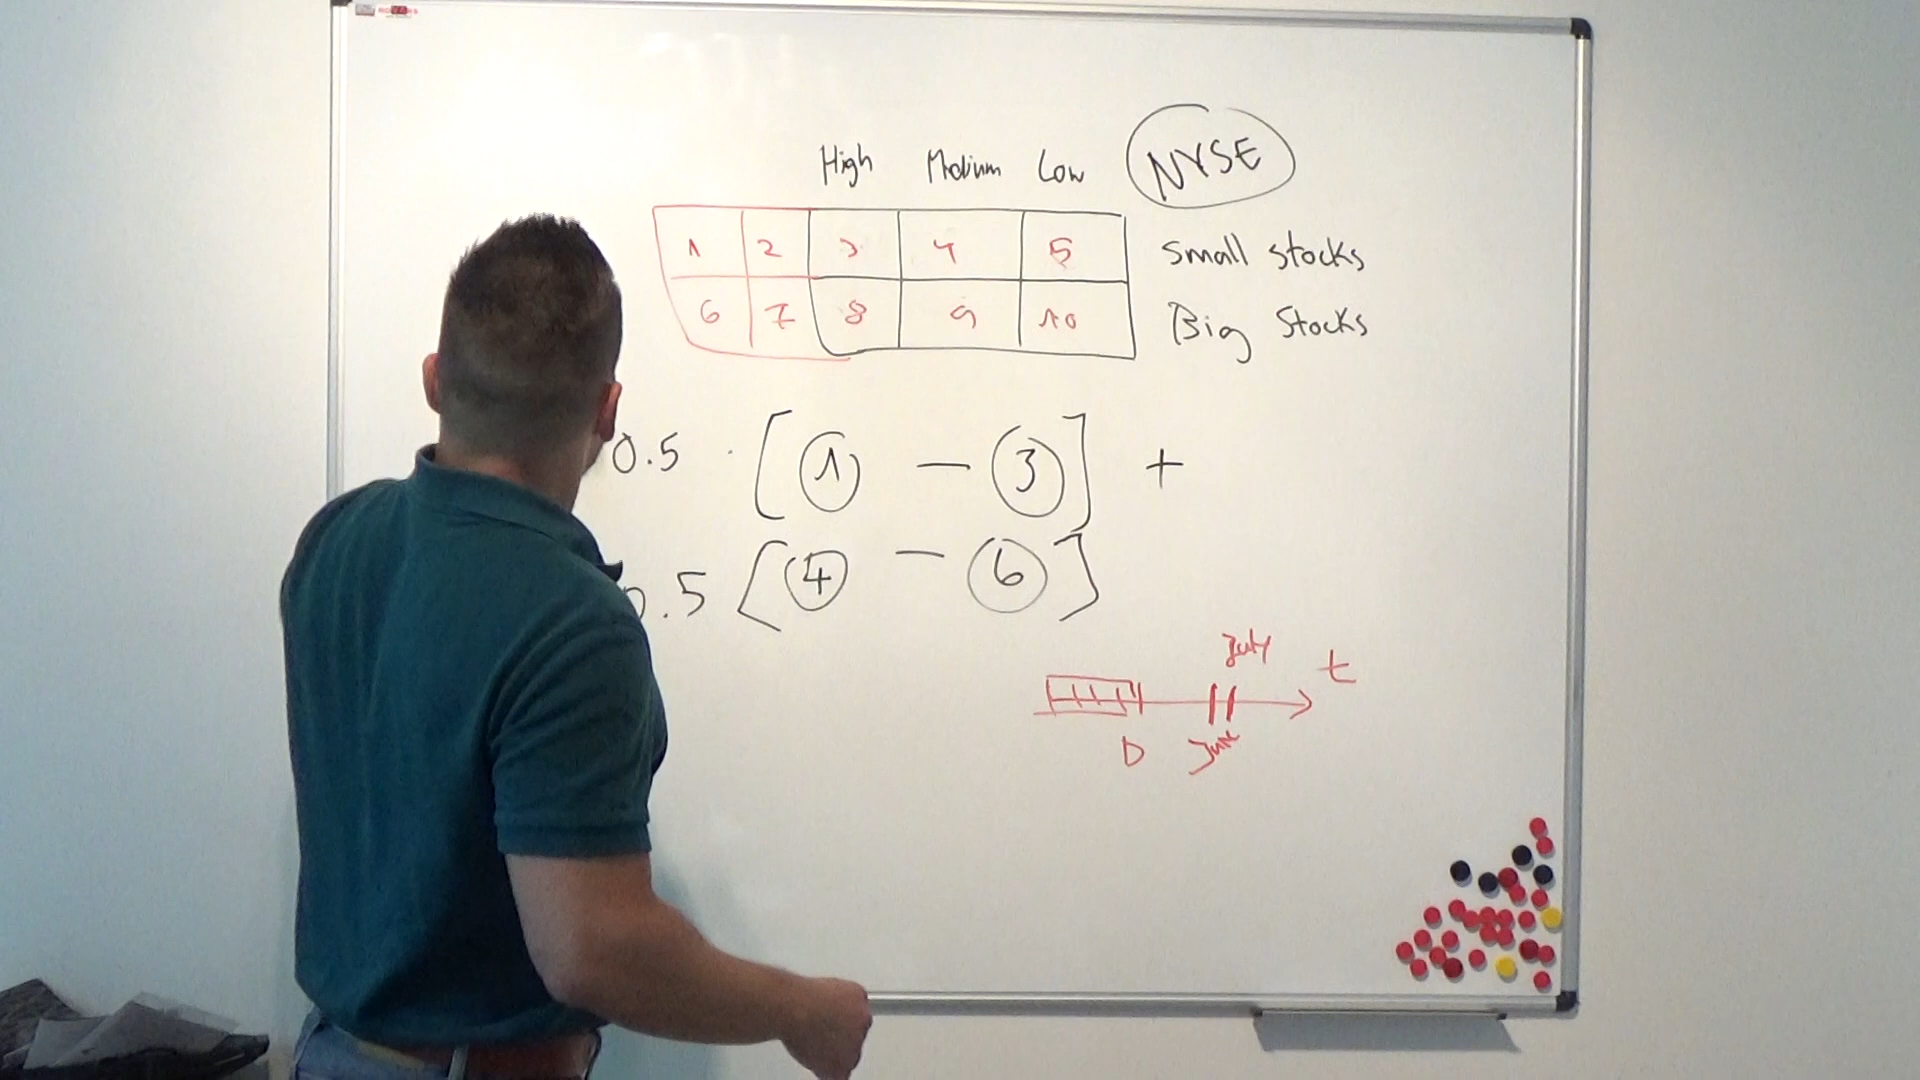 High Medium Low NYSE
1 2 3 4 5 Small stocks
6 7 8 9 10 Big Stocks
0.5 · [ 1 − 3 ] +
0.5 [ 4 − 6 ]
July
t
D June